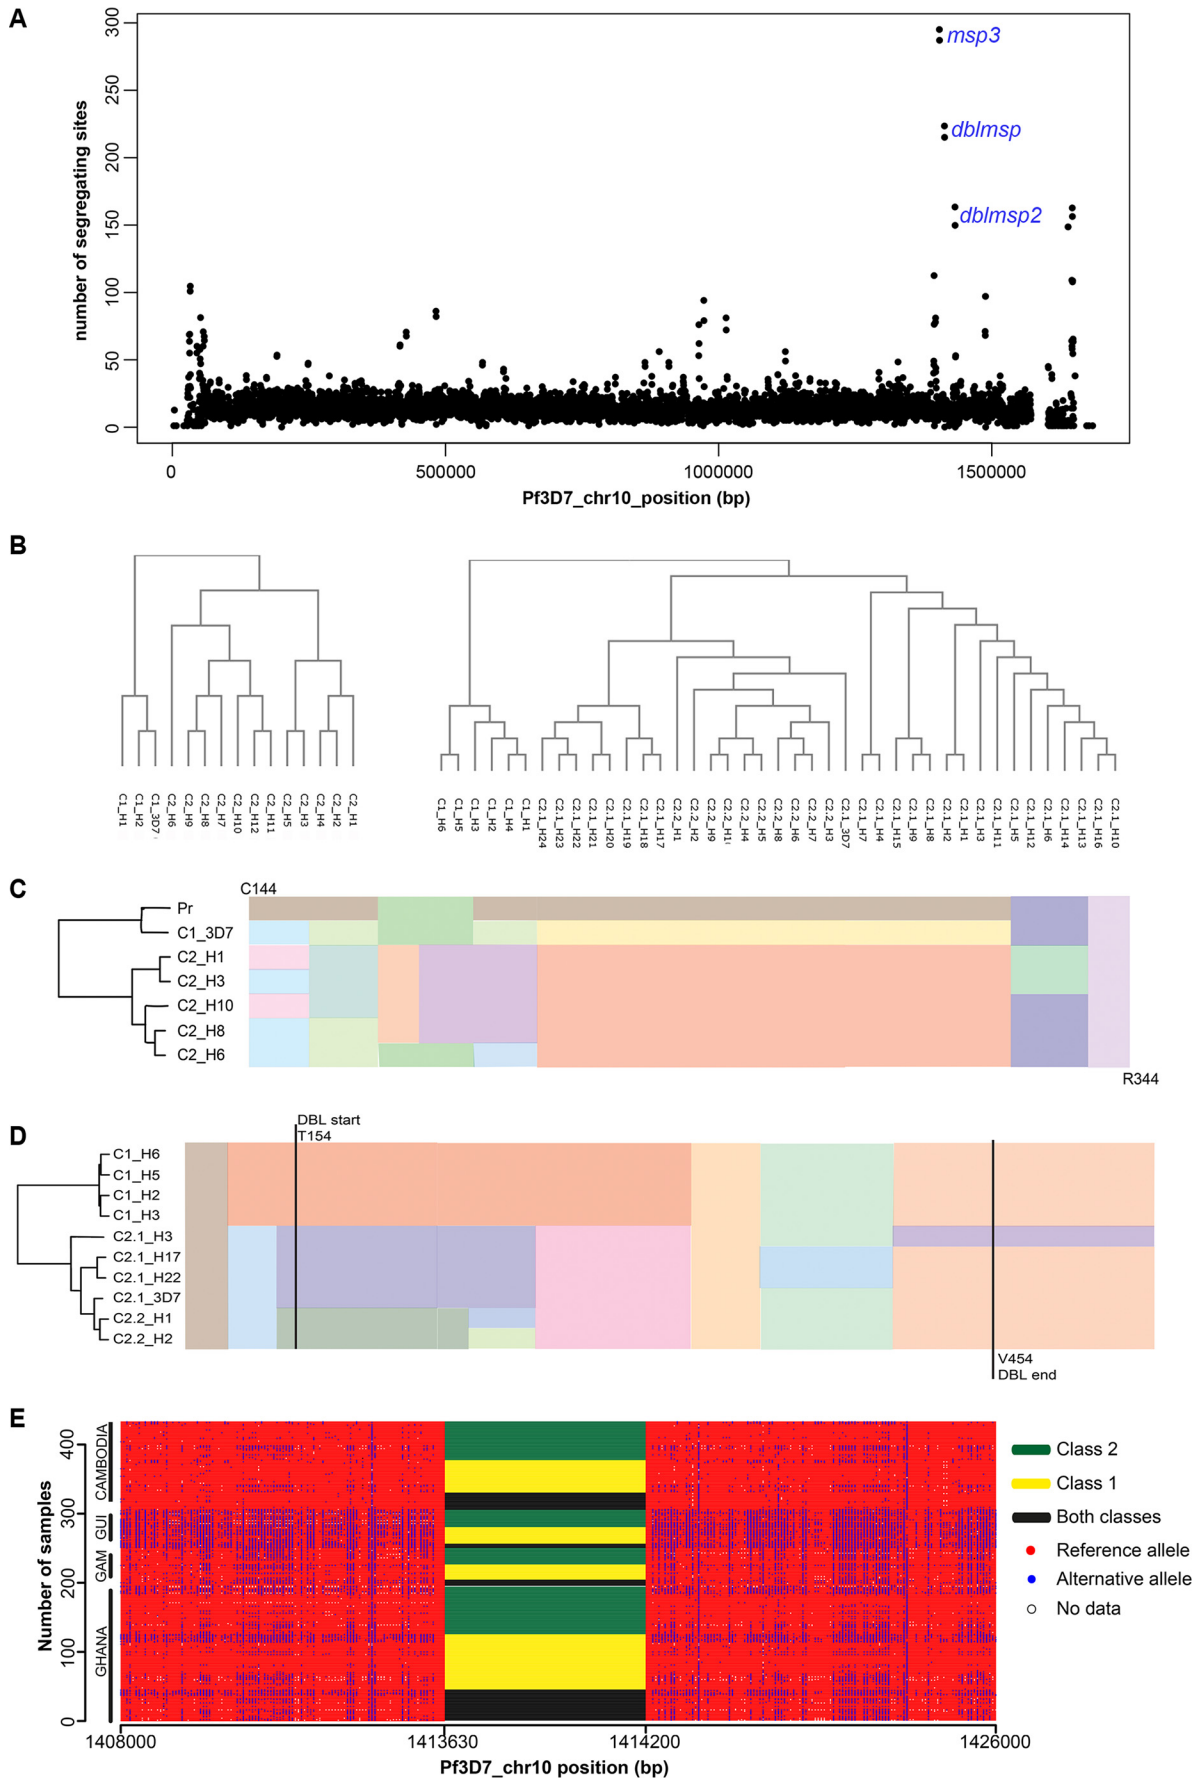 A
300
250
200
150
100
50
0
number of segregating sites
msp3
dblmsp
dblmsp2
0
500000
1000000
1500000
Pf3D7_chr10_position (bp)
B
C1_H1
C1_H2
C1_3D7
C2_H6
C2_H9
C2_H8
C2_H7
C2_H10
C2_H12
C2_H11
C2_H5
C2_H3
C2_H4
C2_H2
C2_H1
C1_H6
C1_H5
C1_H3
C1_H2
C1_H4
C1_H1
C2.1_H24
C2.1_H23
C2.1_H22
C2.1_H21
C2.1_H20
C2.1_H19
C2.1_H18
C2.1_H17
C2.2_H1
C2.2_H2
C2.2_H9
C2.2_H4
C2.2_H5
C2.2_H8
C2.2_H6
C2.2_H7
C2.2_H3
C2.1_3D7
C2.1_H7
C2.1_H4
C2.1_H15
C2.1_H9
C2.1_H8
C2.1_H2
C2.1_H1
C2.1_H3
C2.1_H11
C2.1_H5
C2.1_H12
C2.1_H6
C2.1_H14
C2.1_H13
C2.1_H16
C2.1_H10
C
C144
Pr
C1_3D7
C2_H1
C2_H3
C2_H10
C2_H8
C2_H6
R344
D
DBL start
T154
C1_H6
C1_H5
C1_H2
C1_H3
C2.1_H3
C2.1_H17
C2.1_H22
C2.1_3D7
C2.2_H1
C2.2_H2
V454
DBL end
E
Number of samples
400
300
200
100
0
CAMBODIA
GUI
GAM
GHANA
Class 2
Class 1
Both classes
Reference allele
Alternative allele
No data
1408000
1413630
1414200
1426000
Pf3D7_chr10 position (bp)